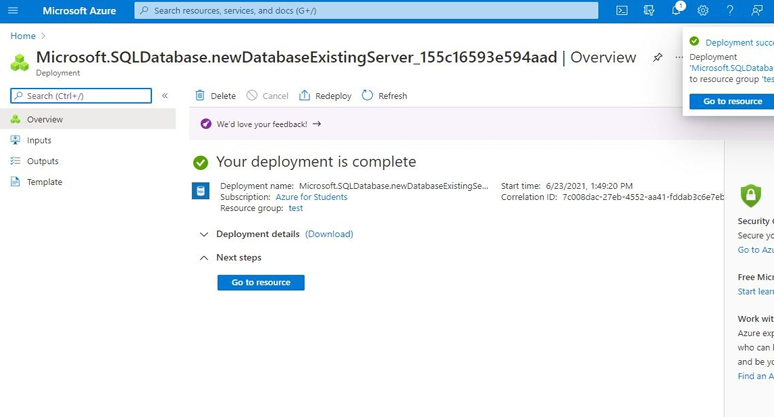 Microsoft Azure
Search resources, services, and docs (G+/)
1
Home
Microsoft.SQLDatabase.newDatabaseExistingServer_155c16593e594aad | Overview
Deployment
Search (Ctrl+/)
Overview
Inputs
Outputs
Template
Delete
Cancel
Redeploy
Refresh
We'd love your feedback!
Your deployment is complete
Deployment name: Microsoft.SQLDatabase.newDatabaseExistingSe...
Subscription: Azure for Students
Resource group: test
Start time: 6/23/2021, 1:49:20 PM
Correlation ID: 7c008dac-27eb-4552-aa41-fddab3c6e7eb
Deployment details (Download)
Next steps
Go to resource
Deployment succe
Deployment
'Microsoft.SQLDataba
to resource group 'tes
Go to resource
Security C
Secure yo
Go to Azu
Free Micr
Start lear
Work wit
Azure exp
who can h
and be yo
Find an A